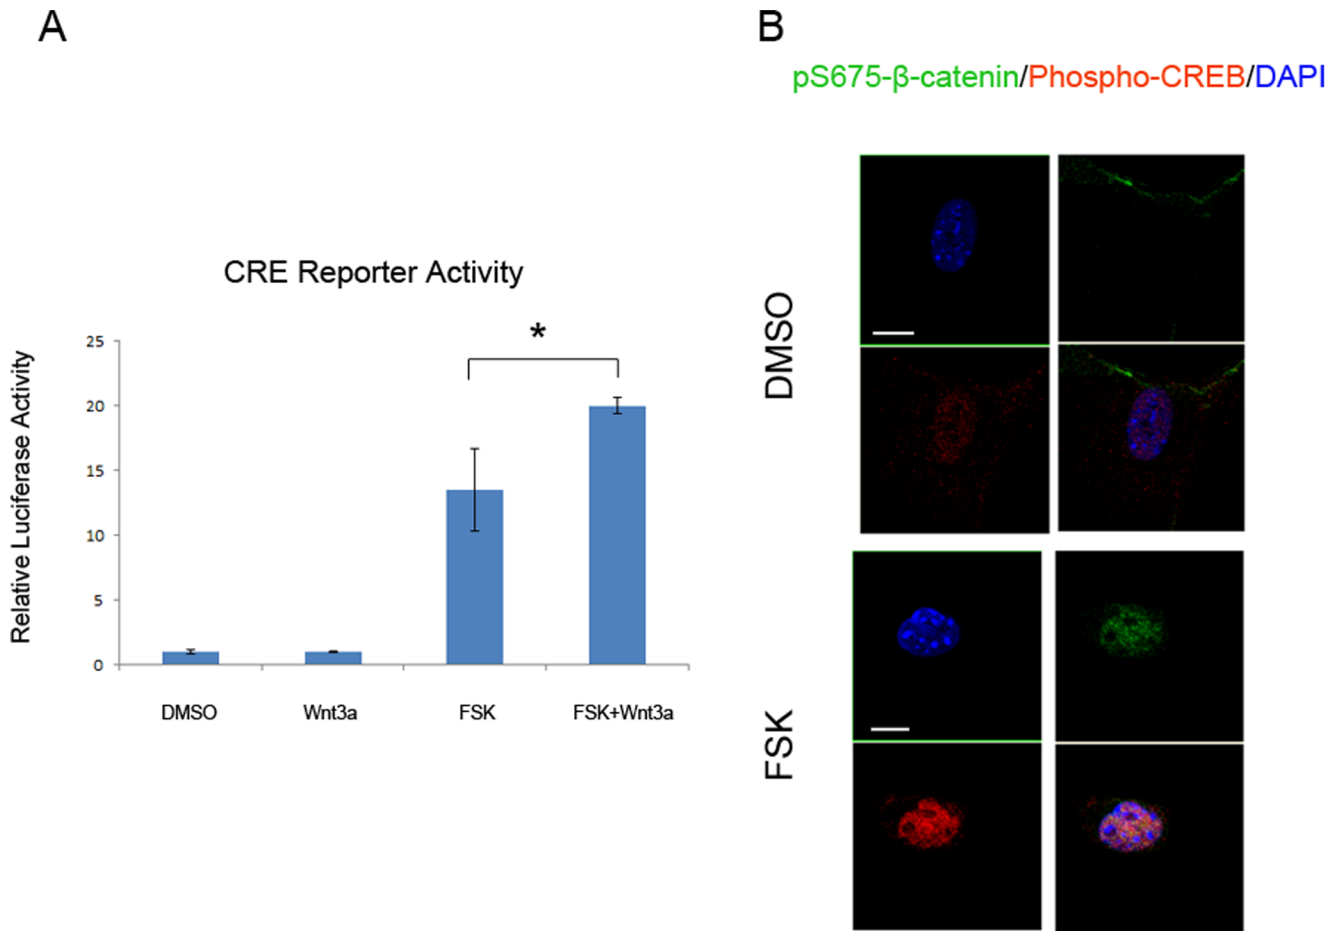 A
CRE Reporter Activity
*
Relative Luciferase Activity
25
20
15
10
5
0
DMSO
Wnt3a
FSK
FSK+Wnt3a
B
pS675-β-catenin/Phospho-CREB/DAPI
DMSO
FSK